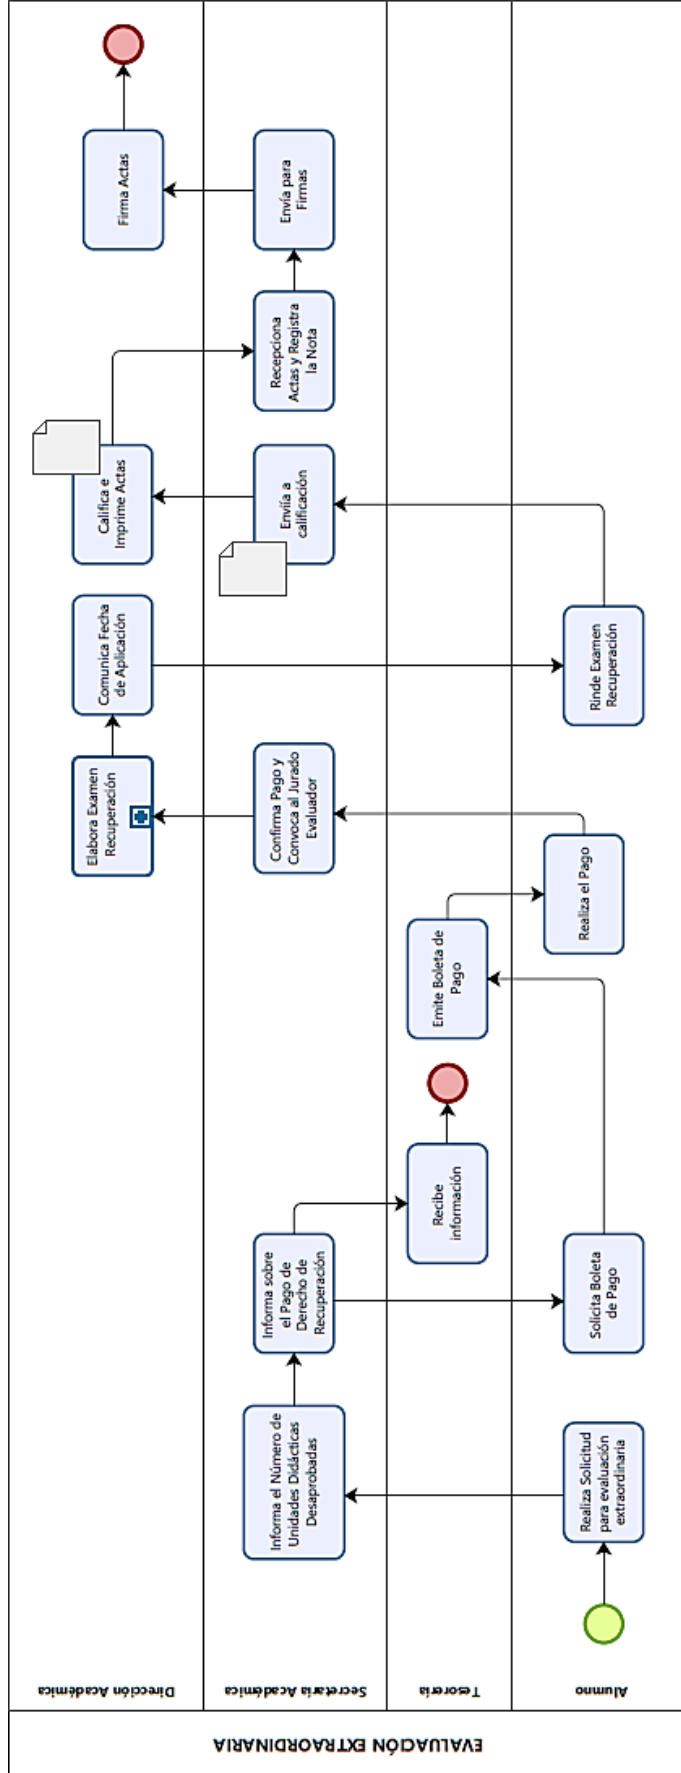 EVALUACIÓN EXTRAORDINARIA
Dirección Académica
Elabora Examen
Recuperación
Comunica Fecha
de Aplicación
Califica e
Imprime Actas
Firma Actas
Secretaria Académica
Informa el Número de
Unidades Didácticas
Desaprobadas
Informa sobre
el Pago de
Derecho de
Recuperación
Confirma Pago y
Convoca al Jurado
Evaluador
Envíia a
calificación
Recepciona
Actas y Registra
la Nota
Envía para
Firmas
Tesoreria
Recibe
información
Emite Boleta de
Pago
Alumno
Realiza Solicitud
para evaluación
extraordinaria
Solicita Boleta
de Pago
Realiza el Pago
Rinde Examen
Recuperación